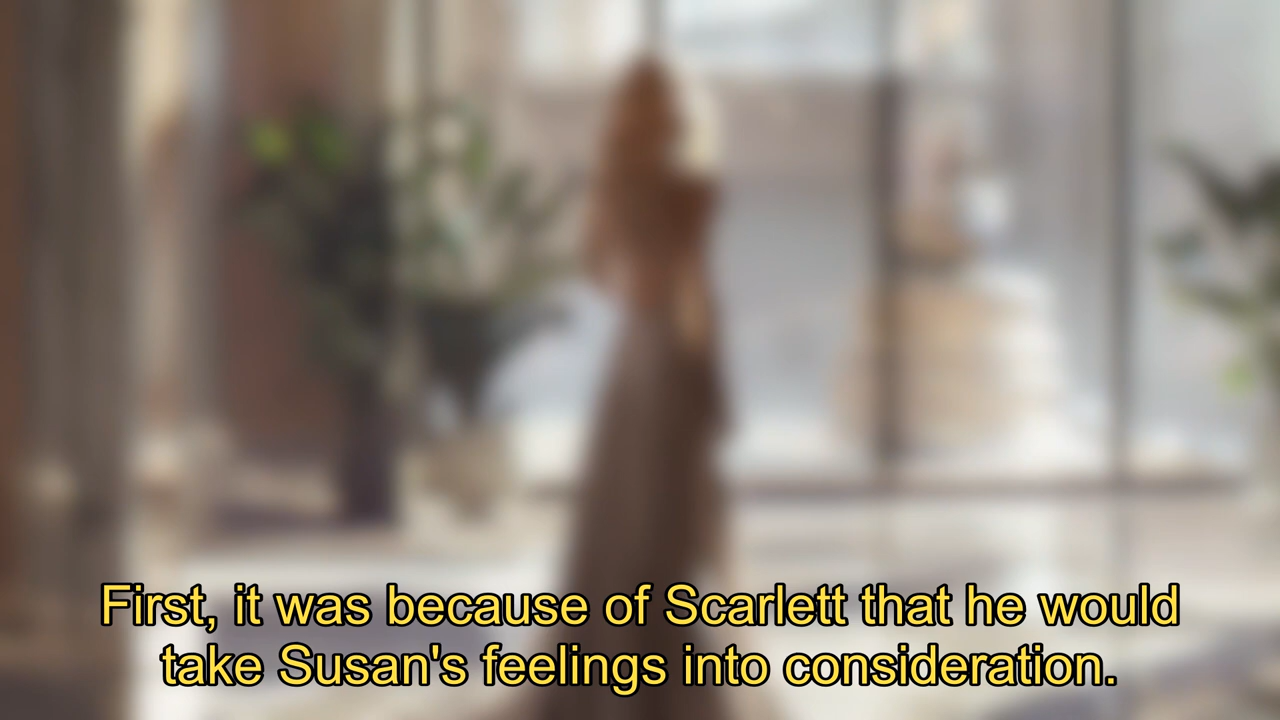 First, it was because of Scarlett that he would
take Susan's feelings into consideration.